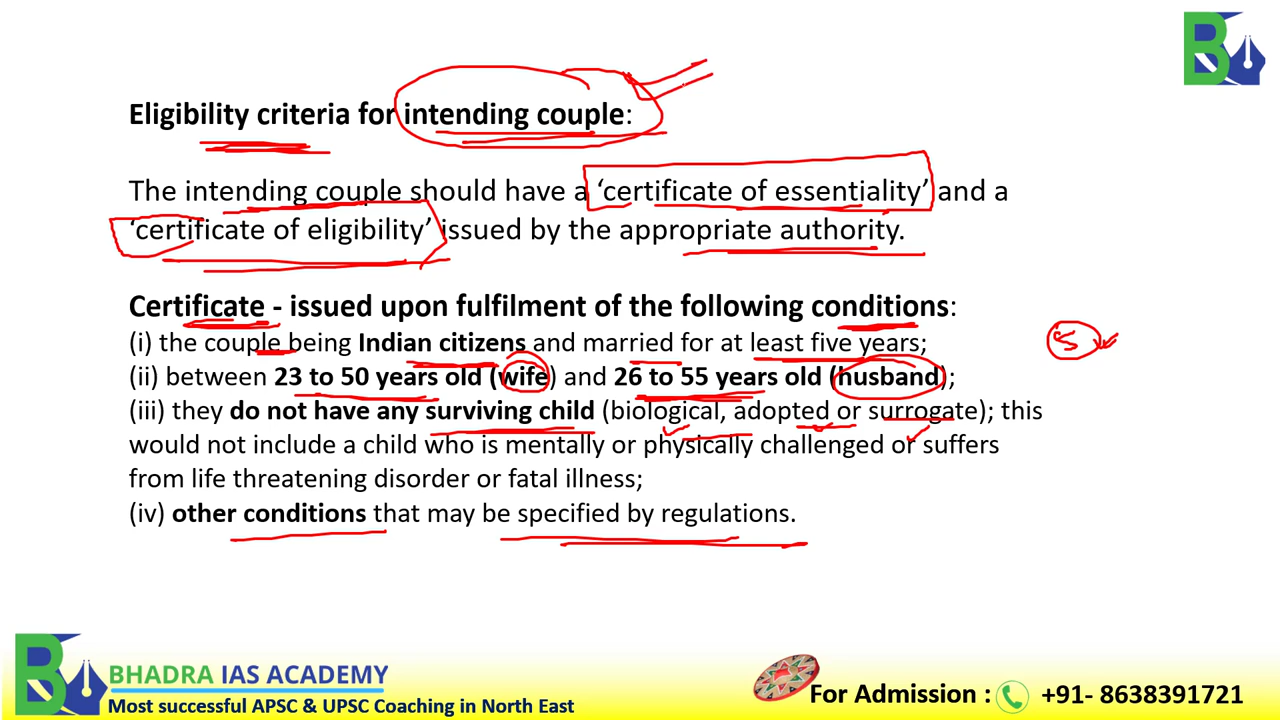 Eligibility criteria for intending couple:
The intending couple should have a ‘certificate of essentiality’ and a
‘certificate of eligibility’ issued by the appropriate authority.
Certificate - issued upon fulfilment of the following conditions:
(i) the couple being Indian citizens and married for at least five years;
5
(ii) between 23 to 50 years old (wife) and 26 to 55 years old (husband);
(iii) they do not have any surviving child (biological, adopted or surrogate); this
would not include a child who is mentally or physically challenged or suffers
from life threatening disorder or fatal illness;
(iv) other conditions that may be specified by regulations.
BHADRA IAS ACADEMY
Most successful APSC & UPSC Coaching in North East
For Admission : +91- 8638391721